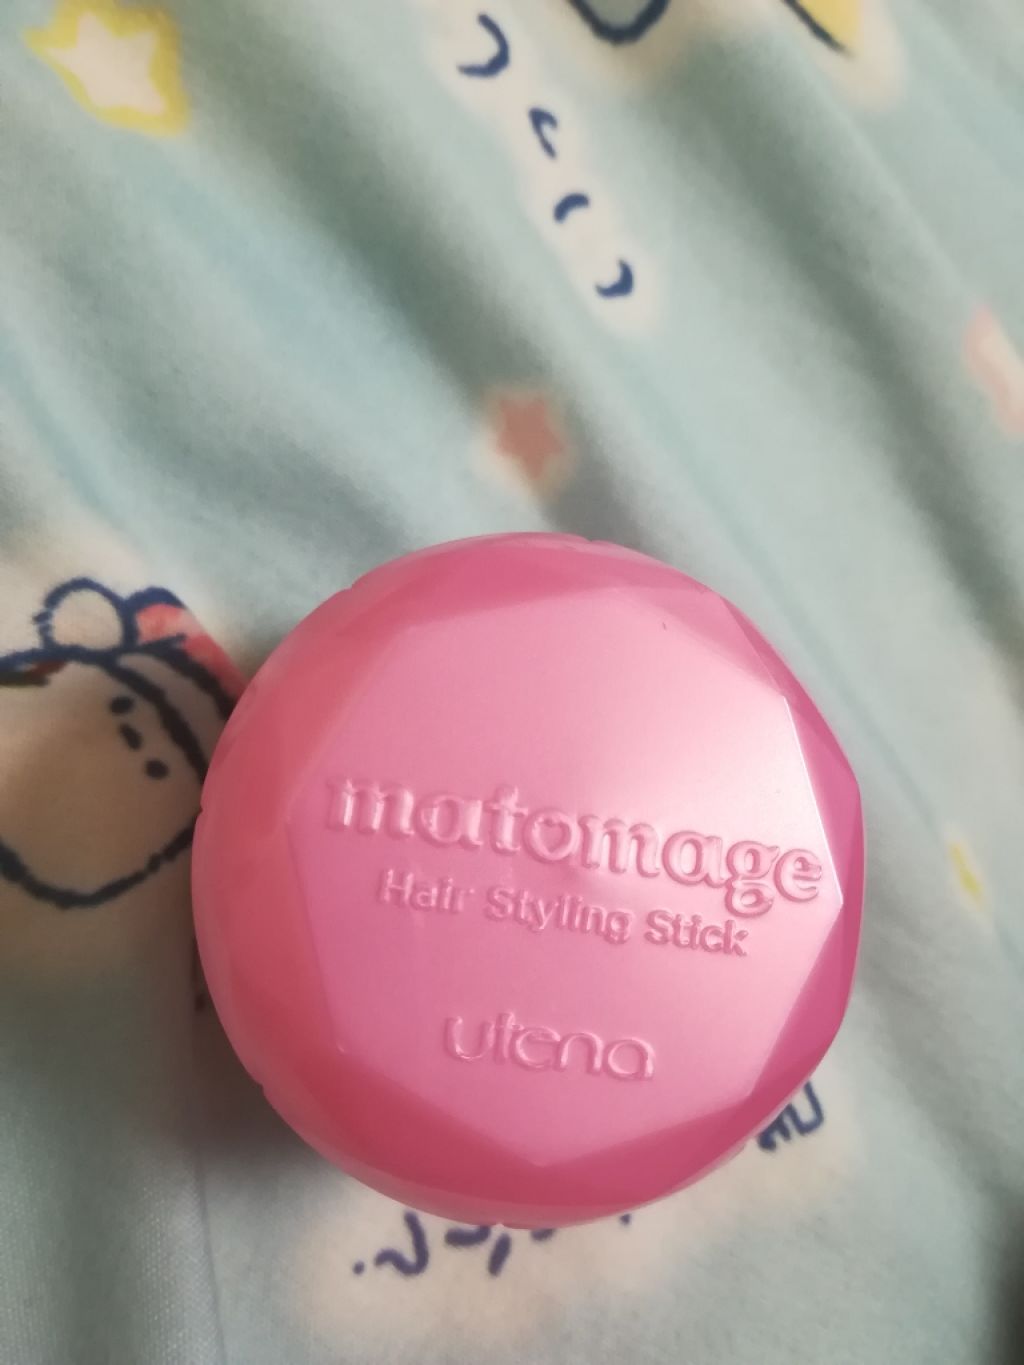 matomage
Hair Styling Stick
utena